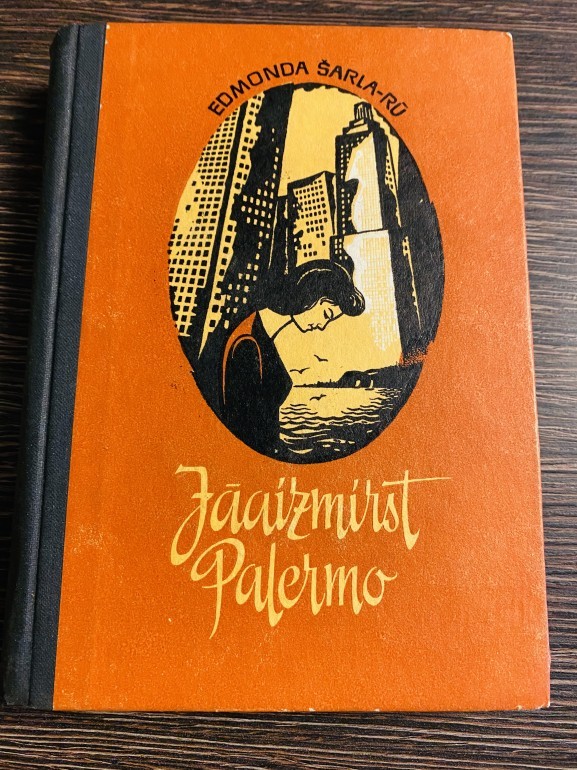 EDMONDA ŠARLA-RŪ
Jāaizmirst
Palermo